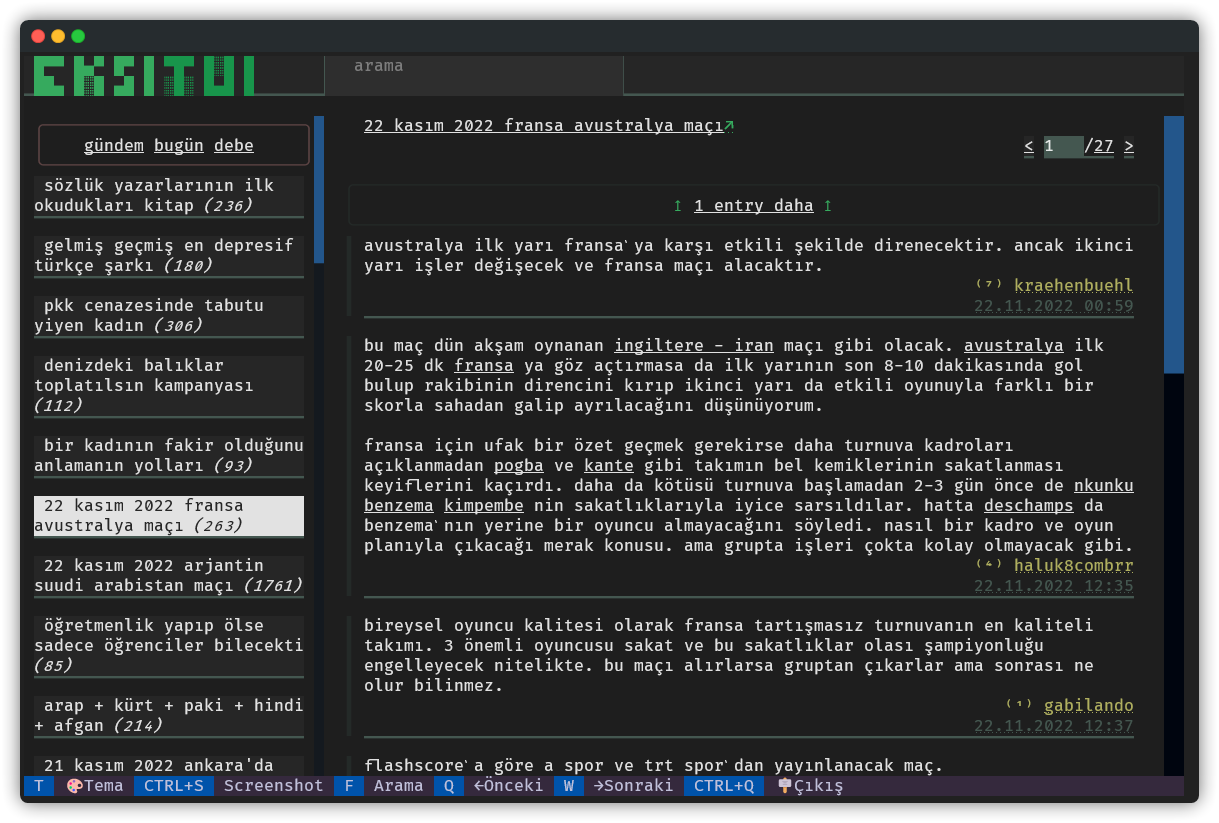 EKSITUI
arama
gündem bugün debe
sözlük yazarlarının ilk
okudukları kitap (236)
gelmiş geçmiş en depresif
türkçe şarkı (180)
pkk cenazesinde tabutu
yiyen kadın (306)
denizdeki balıklar
toplatılsın kampanyası
(112)
bir kadının fakir olduğunu
anlamanın yolları (93)
22 kasım 2022 fransa
avustralya maçı (263)
22 kasım 2022 arjantin
suudi arabistan maçı (1761)
öğretmenlik yapıp ölse
sadece öğrenciler bilecekti
(85)
arap + kürt + paki + hindi
+ afgan (214)
21 kasım 2022 ankara'da
22 kasım 2022 fransa avustralya maçı↗
< 1 /27 >
↥ 1 entry daha ↥
avustralya ilk yarı fransa`ya karşı etkili şekilde direnecektir. ancak ikinci
yarı işler değişecek ve fransa maçı alacaktır.
(⁷) kraehenbuehl
22.11.2022 00:59
bu maç dün akşam oynanan ingiltere - iran maçı gibi olacak. avustralya ilk
20-25 dk fransa ya göz açtırmasa da ilk yarının son 8-10 dakikasında gol
bulup rakibinin direncini kırıp ikinci yarı da etkili oyunuyla farklı bir
skorla sahadan galip ayrılacağını düşünüyorum.
fransa için ufak bir özet geçmek gerekirse daha turnuva kadroları
açıklanmadan pogba ve kante gibi takımın bel kemiklerinin sakatlanması
keyiflerini kaçırdı. daha da kötüsü turnuva başlamadan 2-3 gün önce de nkunku
benzema kimpembe nin sakatlıklarıyla iyice sarsıldılar. hatta deschamps da
benzema`nın yerine bir oyuncu almayacağını söyledi. nasıl bir kadro ve oyun
planıyla çıkacağı merak konusu. ama grupta işleri çokta kolay olmayacak gibi.
(⁴) haluk8combrr
22.11.2022 12:35
bireysel oyuncu kalitesi olarak fransa tartışmasız turnuvanın en kaliteli
takımı. 3 önemli oyuncusu sakat ve bu sakatlıklar olası şampiyonluğu
engelleyecek nitelikte. bu maçı alırlarsa gruptan çıkarlar ama sonrası ne
olur bilinmez.
(¹) gabilando
22.11.2022 12:37
flashscore`a göre a spor ve trt spor`dan yayınlanacak maç.
T 🎨Tema CTRL+S Screenshot F Arama Q ←Önceki W →Sonraki CTRL+Q 🪧Çıkış